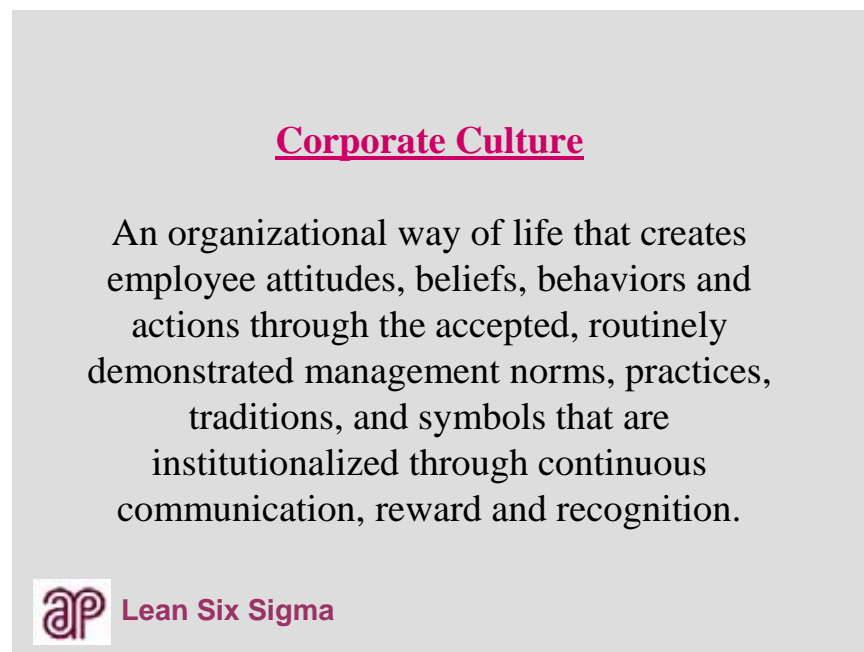 Corporate Culture
An organizational way of life that creates
employee attitudes, beliefs, behaviors and
actions through the accepted, routinely
demonstrated management norms, practices,
traditions, and symbols that are
institutionalized through continuous
communication, reward and recognition.
ap Lean Six Sigma